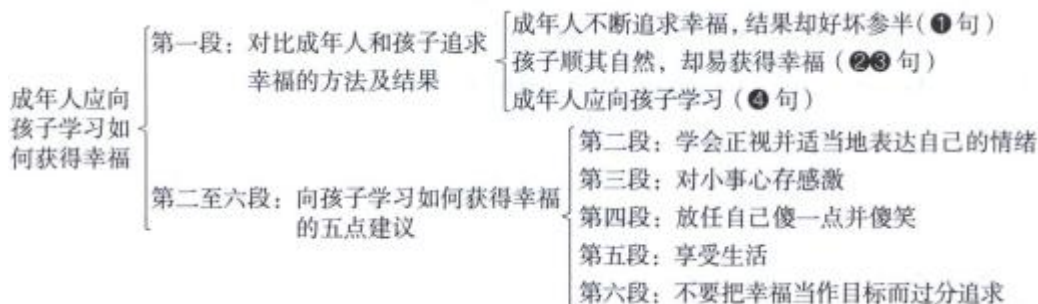 成年人应向
孩子学习如
何获得幸福
第一段：对比成年人和孩子追求
幸福的方法及结果
成年人不断追求幸福，结果却好坏参半（❶句）
孩子顺其自然，却易获得幸福（❷❸句）
成年人应向孩子学习（❹句）
第二至六段：向孩子学习如何获得幸福
的五点建议
第二段：学会正视并适当地表达自己的情绪
第三段：对小事心存感激
第四段：放任自己傻一点并傻笑
第五段：享受生活
第六段：不要把幸福当作目标而过分追求